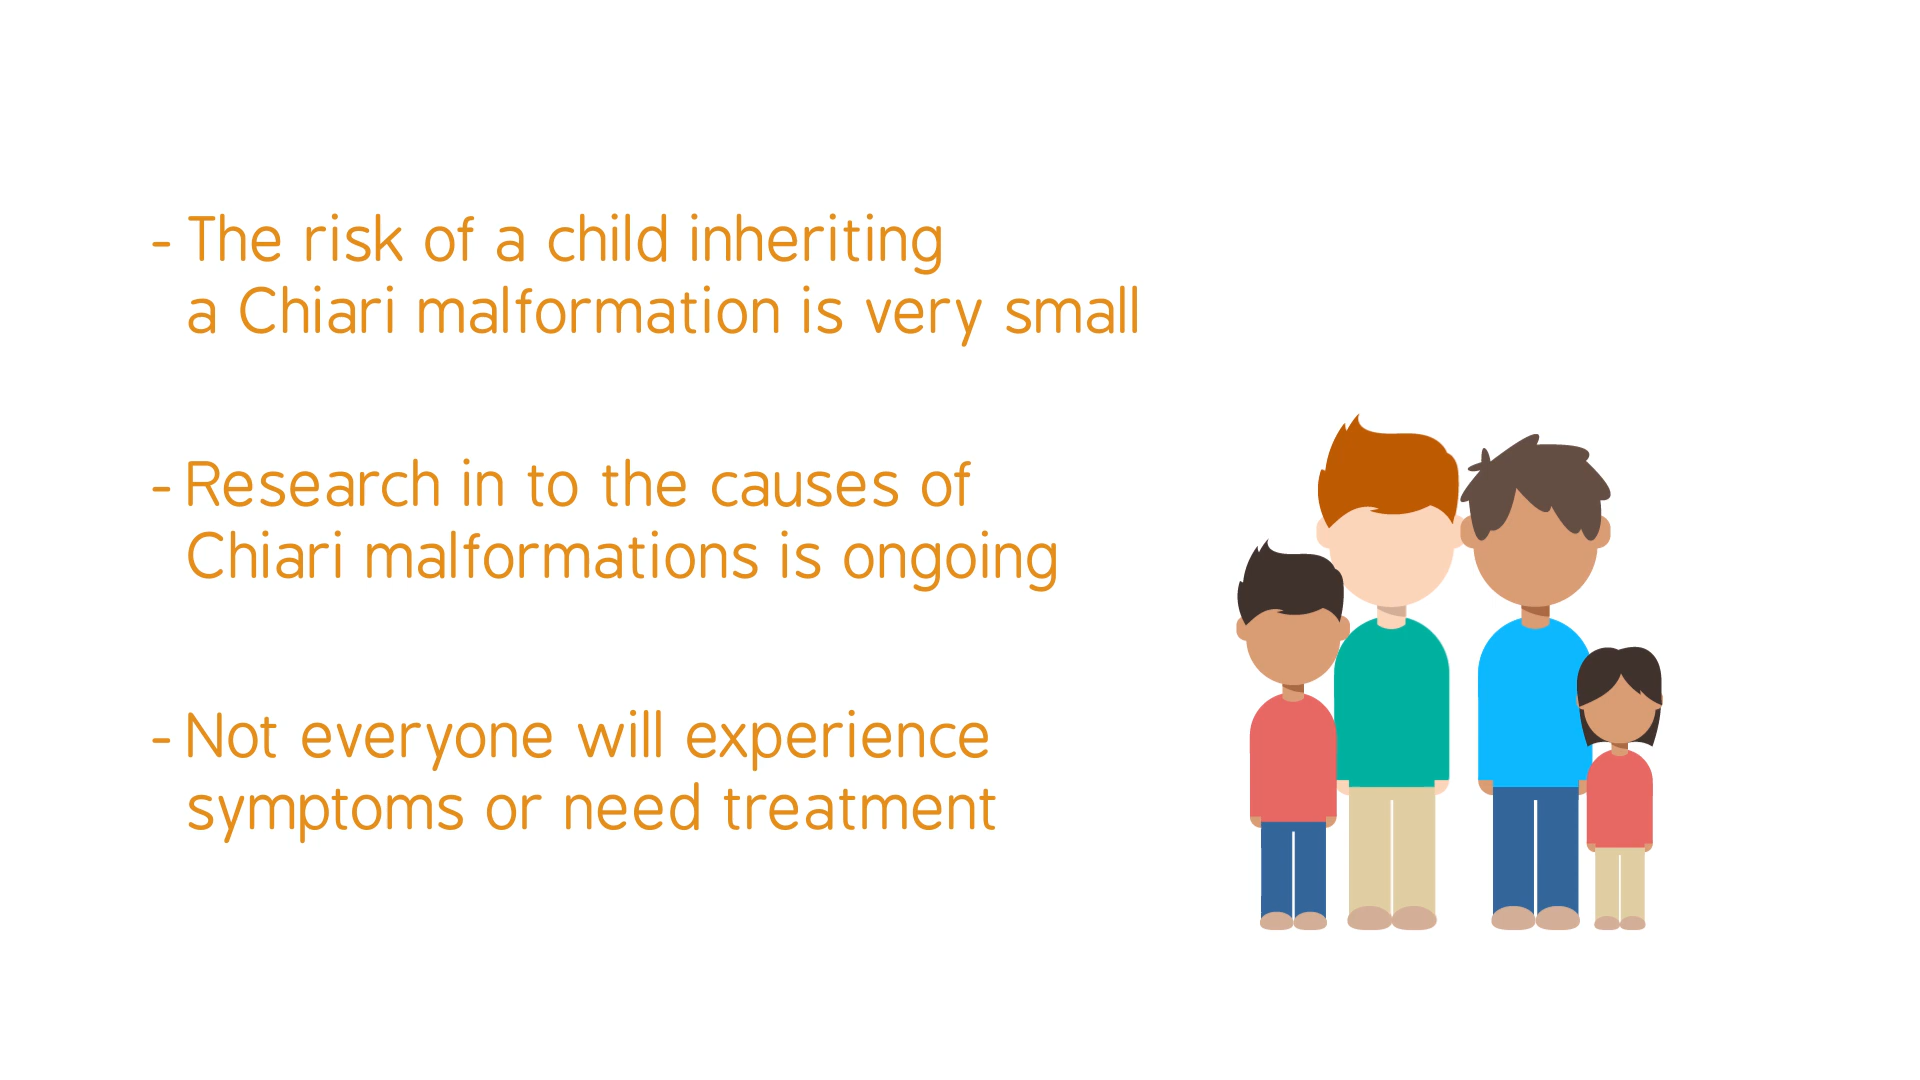 - The risk of a child inheriting
a Chiari malformation is very small
- Research in to the causes of
Chiari malformations is ongoing
- Not everyone will experience
symptoms or need treatment